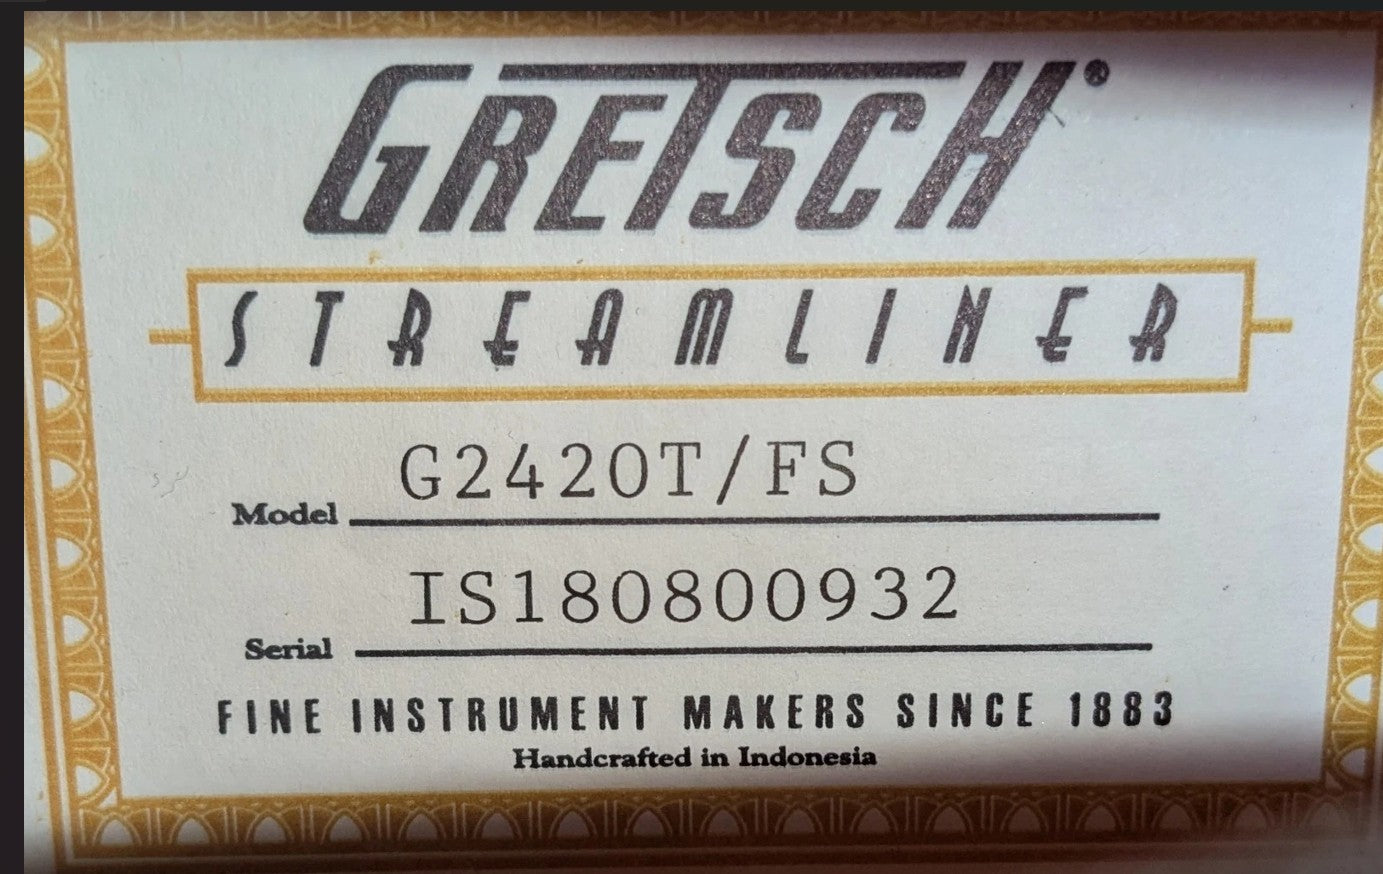 GRETSCH®
STREAMLINER
G2420T/FS
Model
IS180800932
Serial
FINE INSTRUMENT MAKERS SINCE 1883
Handcrafted in Indonesia